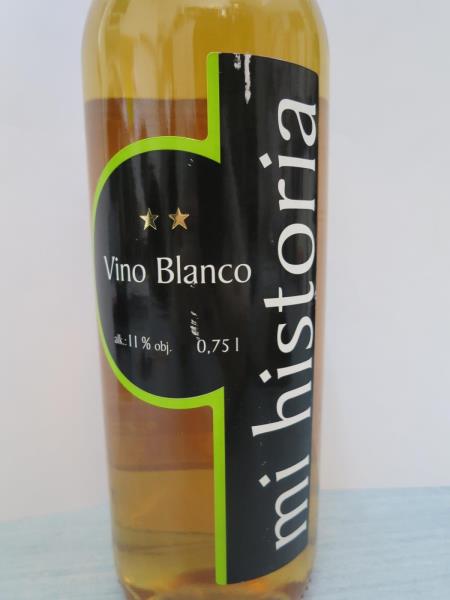 Vino Blanco
alk.: 11 % obj. 0,75 l
mi historia